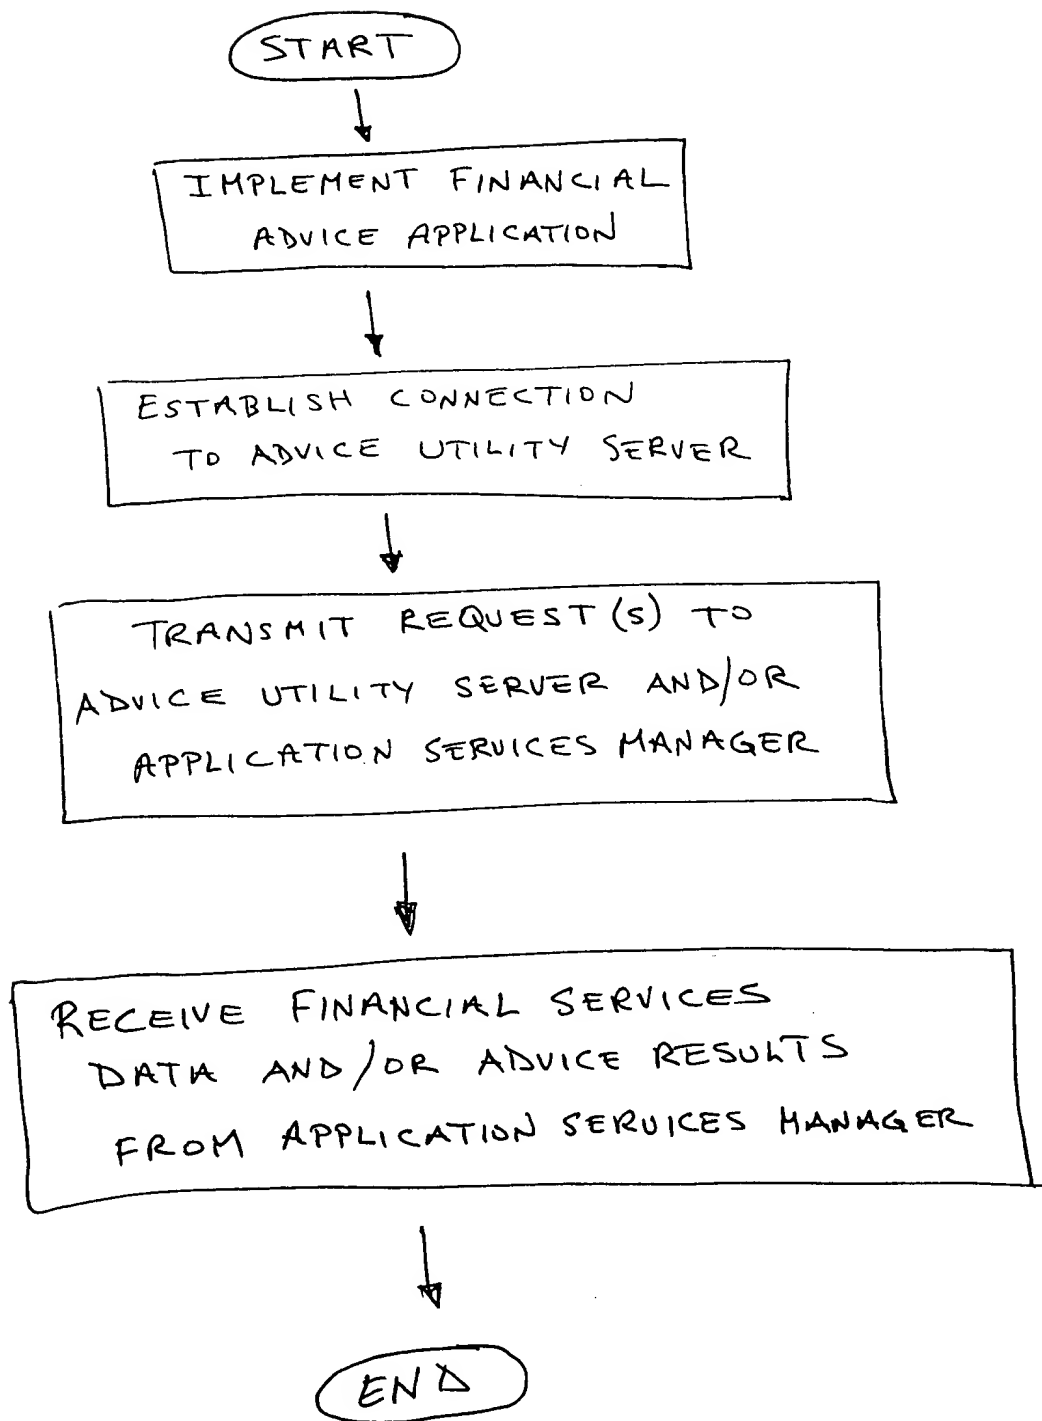 START
IMPLEMENT FINANCIAL
ADVICE APPLICATION
ESTABLISH CONNECTION
TO ADVICE UTILITY SERVER
TRANSMIT REQUEST(S) TO
ADVICE UTILITY SERVER AND/OR
APPLICATION SERVICES MANAGER
RECEIVE FINANCIAL SERVICES
DATA AND/OR ADVICE RESULTS
FROM APPLICATION SERVICES MANAGER
END